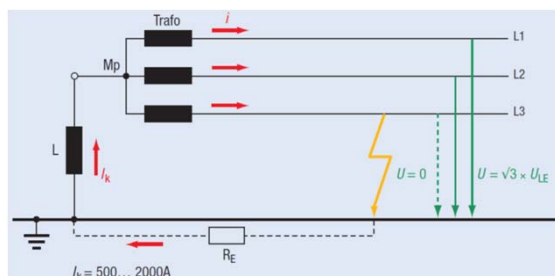 Trafo
i
L1
Mp
L2
L3
L
Ik
U = 0
U = √3 × ULE
RE
Ik = 500... 2000A